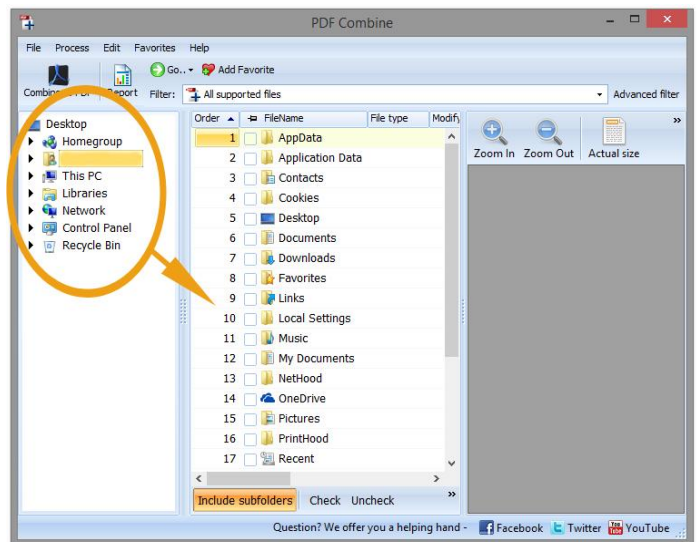 PDF Combine
File Process Edit Favorites Help
Go.. Add Favorite
Report Filter: All supported files Advanced filter
Order FileName File type
Desktop
Homegroup
This PC
Libraries
Network
Control Panel
Recycle Bin
1 AppData
2 Application Data
3 Contacts
4 Cookies
5 Desktop
6 Documents
7 Downloads
8 Favorites
9 Links
10 Local Settings
11 Music
12 My Documents
13 NetHood
14 OneDrive
15 Pictures
16 PrintHood
17 Recent
Zoom In Zoom Out Actual size
Include subfolders Check Uncheck
Question? We offer you a helping hand - Facebook Twitter YouTube